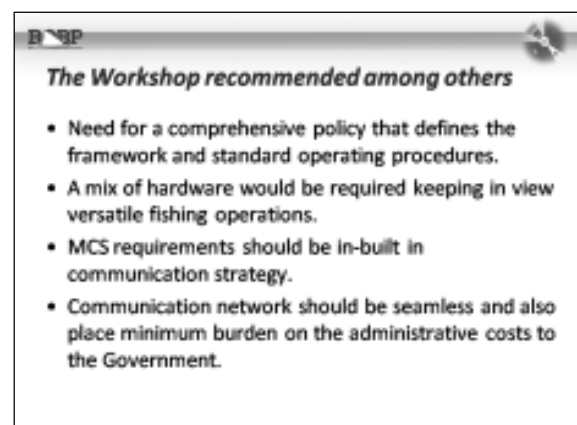 BOBP
The Workshop recommended among others
• Need for a comprehensive policy that defines the
framework and standard operating procedures.
• A mix of hardware would be required keeping in view
versatile fishing operations.
• MCS requirements should be in-built in
communication strategy.
• Communication network should be seamless and also
place minimum burden on the administrative costs to
the Government.